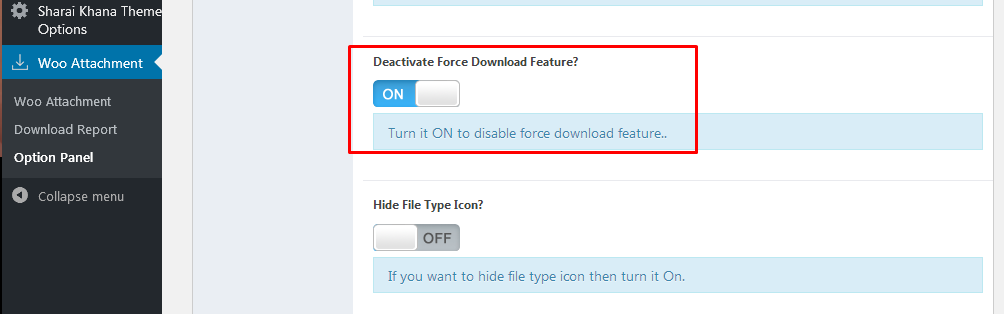 Sharai Khana Theme
Options
Woo Attachment
Woo Attachment
Download Report
Option Panel
Collapse menu
Deactivate Force Download Feature?
ON
Turn it ON to disable force download feature..
Hide File Type Icon?
OFF
If you want to hide file type icon then turn it On.